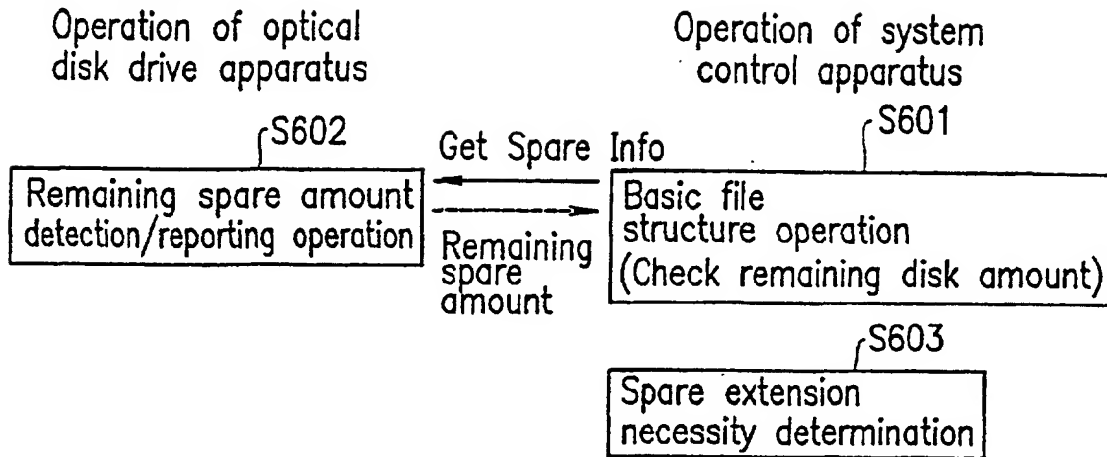 Operation of optical
disk drive apparatus
Operation of system
control apparatus
S602
S601
Get Spare Info
Remaining spare amount
detection/reporting operation
Remaining
spare
amount
Basic file
structure operation
(Check remaining disk amount)
S603
Spare extension
necessity determination